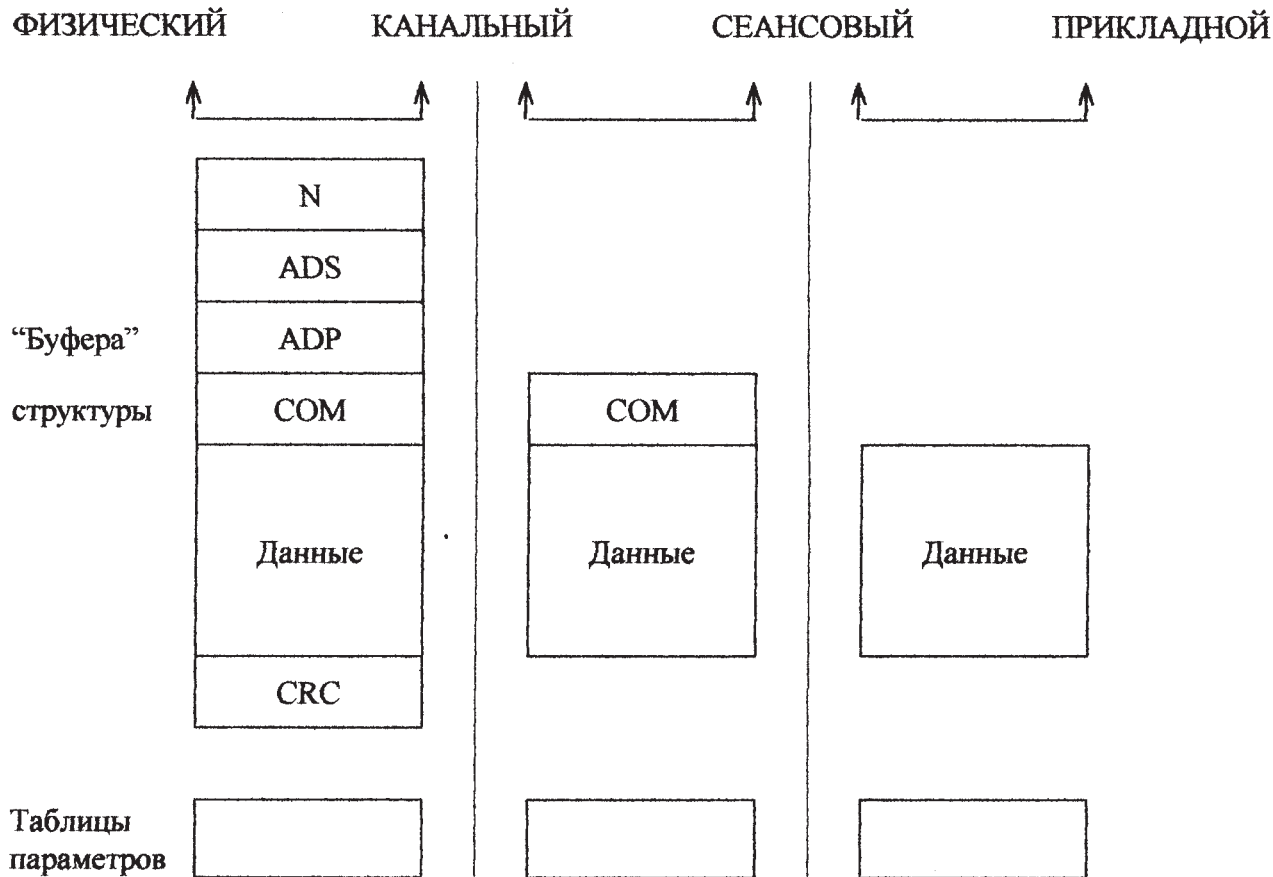 ФИЗИЧЕСКИЙ КАНАЛЬНЫЙ СЕАНСОВЫЙ ПРИКЛАДНОЙ
N
ADS
“Буфера” ADP
структуры COM COM
Данные Данные Данные
CRC
Таблицы
параметров